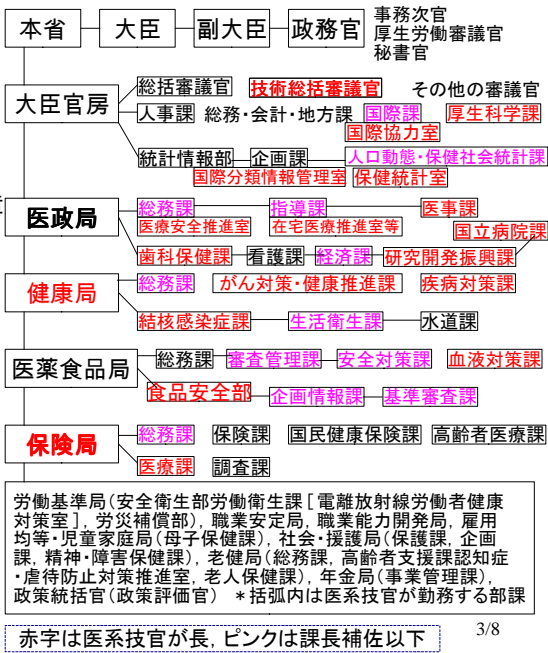 本省 大臣 副大臣 政務官
事務次官
厚生労働審議官
秘書官
大臣官房
総括審議官 技術総括審議官 その他の審議官
人事課 総務・会計・地方課 国際課 厚生科学課
国際協力室
統計情報部 企画課 人口動態・保健社会統計課
国際分類情報管理室 保健統計室
医政局
総務課 指導課 医事課
医療安全推進室 在宅医療推進室等 国立病院課
歯科保健課 看護課 経済課 研究開発振興課
健康局
総務課 がん対策・健康推進課 疾病対策課
結核感染症課 生活衛生課 水道課
医薬食品局
総務課 審査管理課 安全対策課 血液対策課
食品安全部 企画情報課 基準審査課
保険局
総務課 保険課 国民健康保険課 高齢者医療課
医療課 調査課
労働基準局(安全衛生部労働衛生課[電離放射線労働者健康
対策室], 労災補償部), 職業安定局, 職業能力開発局, 雇用
均等・児童家庭局(母子保健課), 社会・援護局(保護課, 企画
課, 精神・障害保健課), 老健局(総務課, 高齢者支援課認知症
・虐待防止対策推進室, 老人保健課), 年金局(事業管理課),
政策統括官(政策評価官) *括弧内は医系技官が勤務する部課
赤字は医系技官が長, ピンクは課長補佐以下
3/8